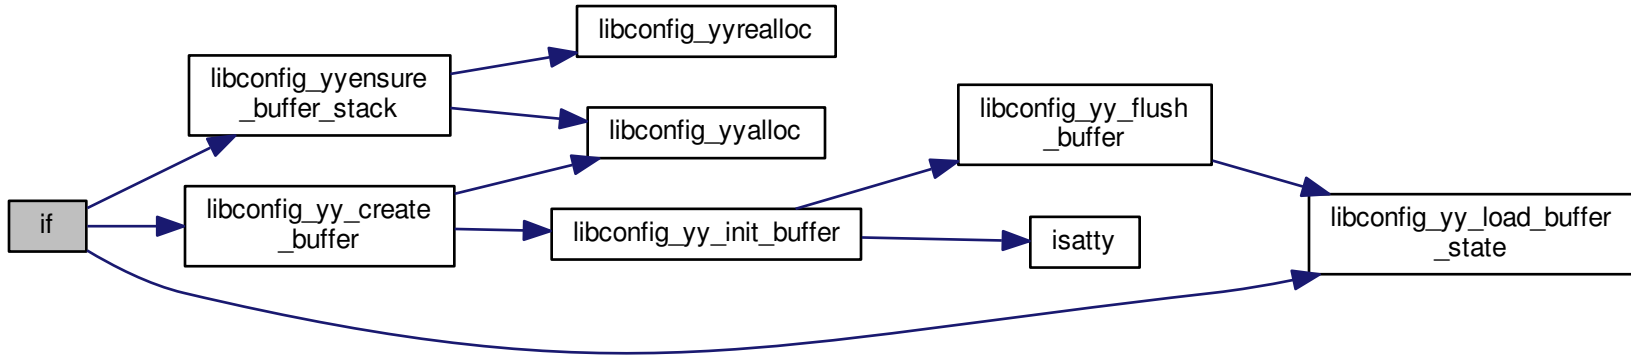 if
libconfig_yyensure
_buffer_stack
libconfig_yy_create
_buffer
libconfig_yyrealloc
libconfig_yyalloc
libconfig_yy_init_buffer
libconfig_yy_flush
_buffer
isatty
libconfig_yy_load_buffer
_state